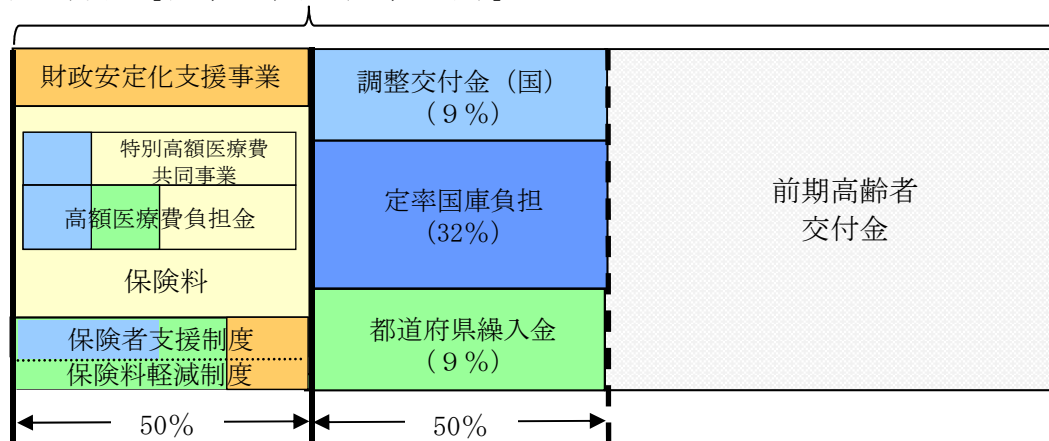 財政安定化支援事業
特別高額医療費
共同事業
高額医療費負担金
保険料
保険者支援制度
保険料軽減制度
50%
調整交付金（国）
（９％）
定率国庫負担
(32%)
都道府県繰入金
（９％）
50%
前期高齢者
交付金